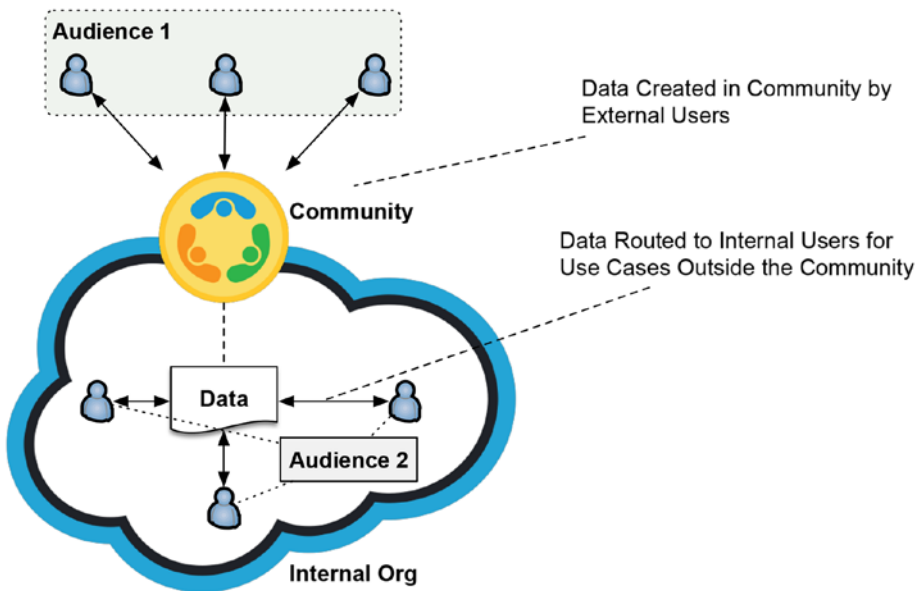 Audience 1
Data Created in Community by
External Users
Community
Data Routed to Internal Users for
Use Cases Outside the Community
Data
Audience 2
Internal Org